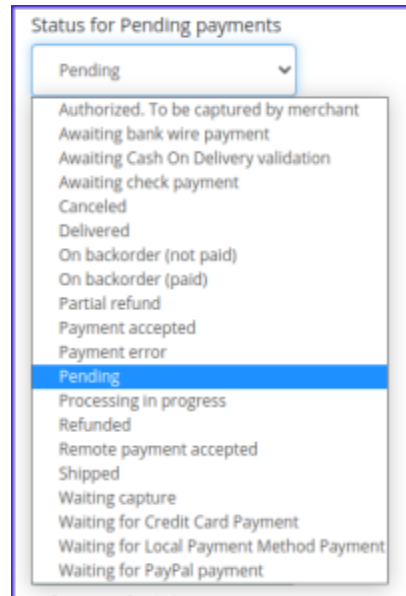 Status for Pending payments
Pending
Authorized. To be captured by merchant
Awaiting bank wire payment
Awaiting Cash On Delivery validation
Awaiting check payment
Canceled
Delivered
On backorder (not paid)
On backorder (paid)
Partial refund
Payment accepted
Payment error
Pending
Processing in progress
Refunded
Remote payment accepted
Shipped
Waiting capture
Waiting for Credit Card Payment
Waiting for Local Payment Method Payment
Waiting for PayPal payment